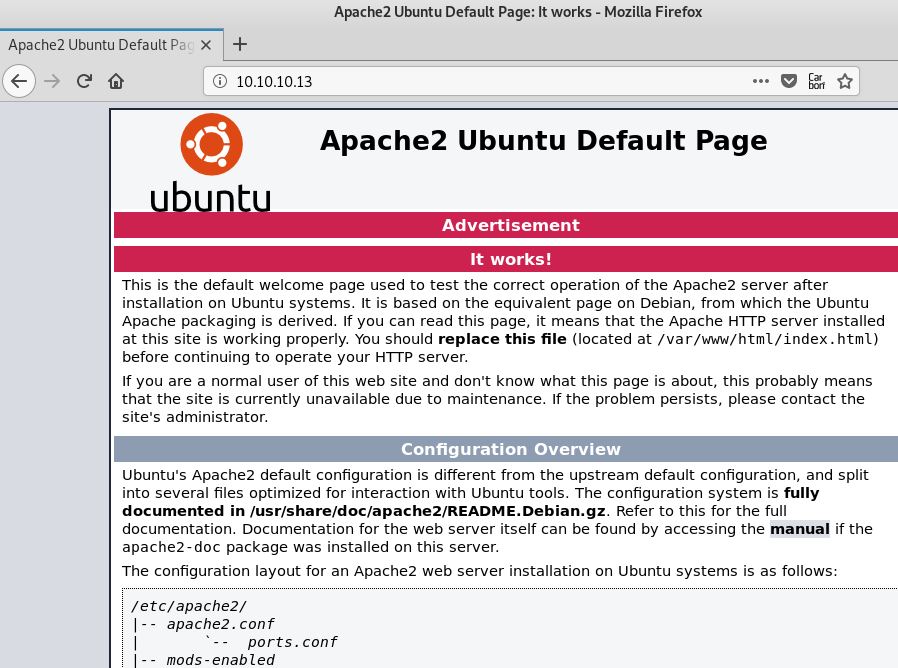 Apache2 Ubuntu Default Page: It works - Mozilla Firefox
Apache2 Ubuntu Default Pag
10.10.10.13
Car
bon
ubuntu
Apache2 Ubuntu Default Page
Advertisement
It works!
This is the default welcome page used to test the correct operation of the Apache2 server after
installation on Ubuntu systems. It is based on the equivalent page on Debian, from which the Ubuntu
Apache packaging is derived. If you can read this page, it means that the Apache HTTP server installed
at this site is working properly. You should replace this file (located at /var/www/html/index.html)
before continuing to operate your HTTP server.
If you are a normal user of this web site and don't know what this page is about, this probably means
that the site is currently unavailable due to maintenance. If the problem persists, please contact the
site's administrator.
Configuration Overview
Ubuntu's Apache2 default configuration is different from the upstream default configuration, and split
into several files optimized for interaction with Ubuntu tools. The configuration system is fully
documented in /usr/share/doc/apache2/README.Debian.gz. Refer to this for the full
documentation. Documentation for the web server itself can be found by accessing the manual if the
apache2-doc package was installed on this server.
The configuration layout for an Apache2 web server installation on Ubuntu systems is as follows:
/etc/apache2/
|-- apache2.conf
|       `--  ports.conf
|-- mods-enabled